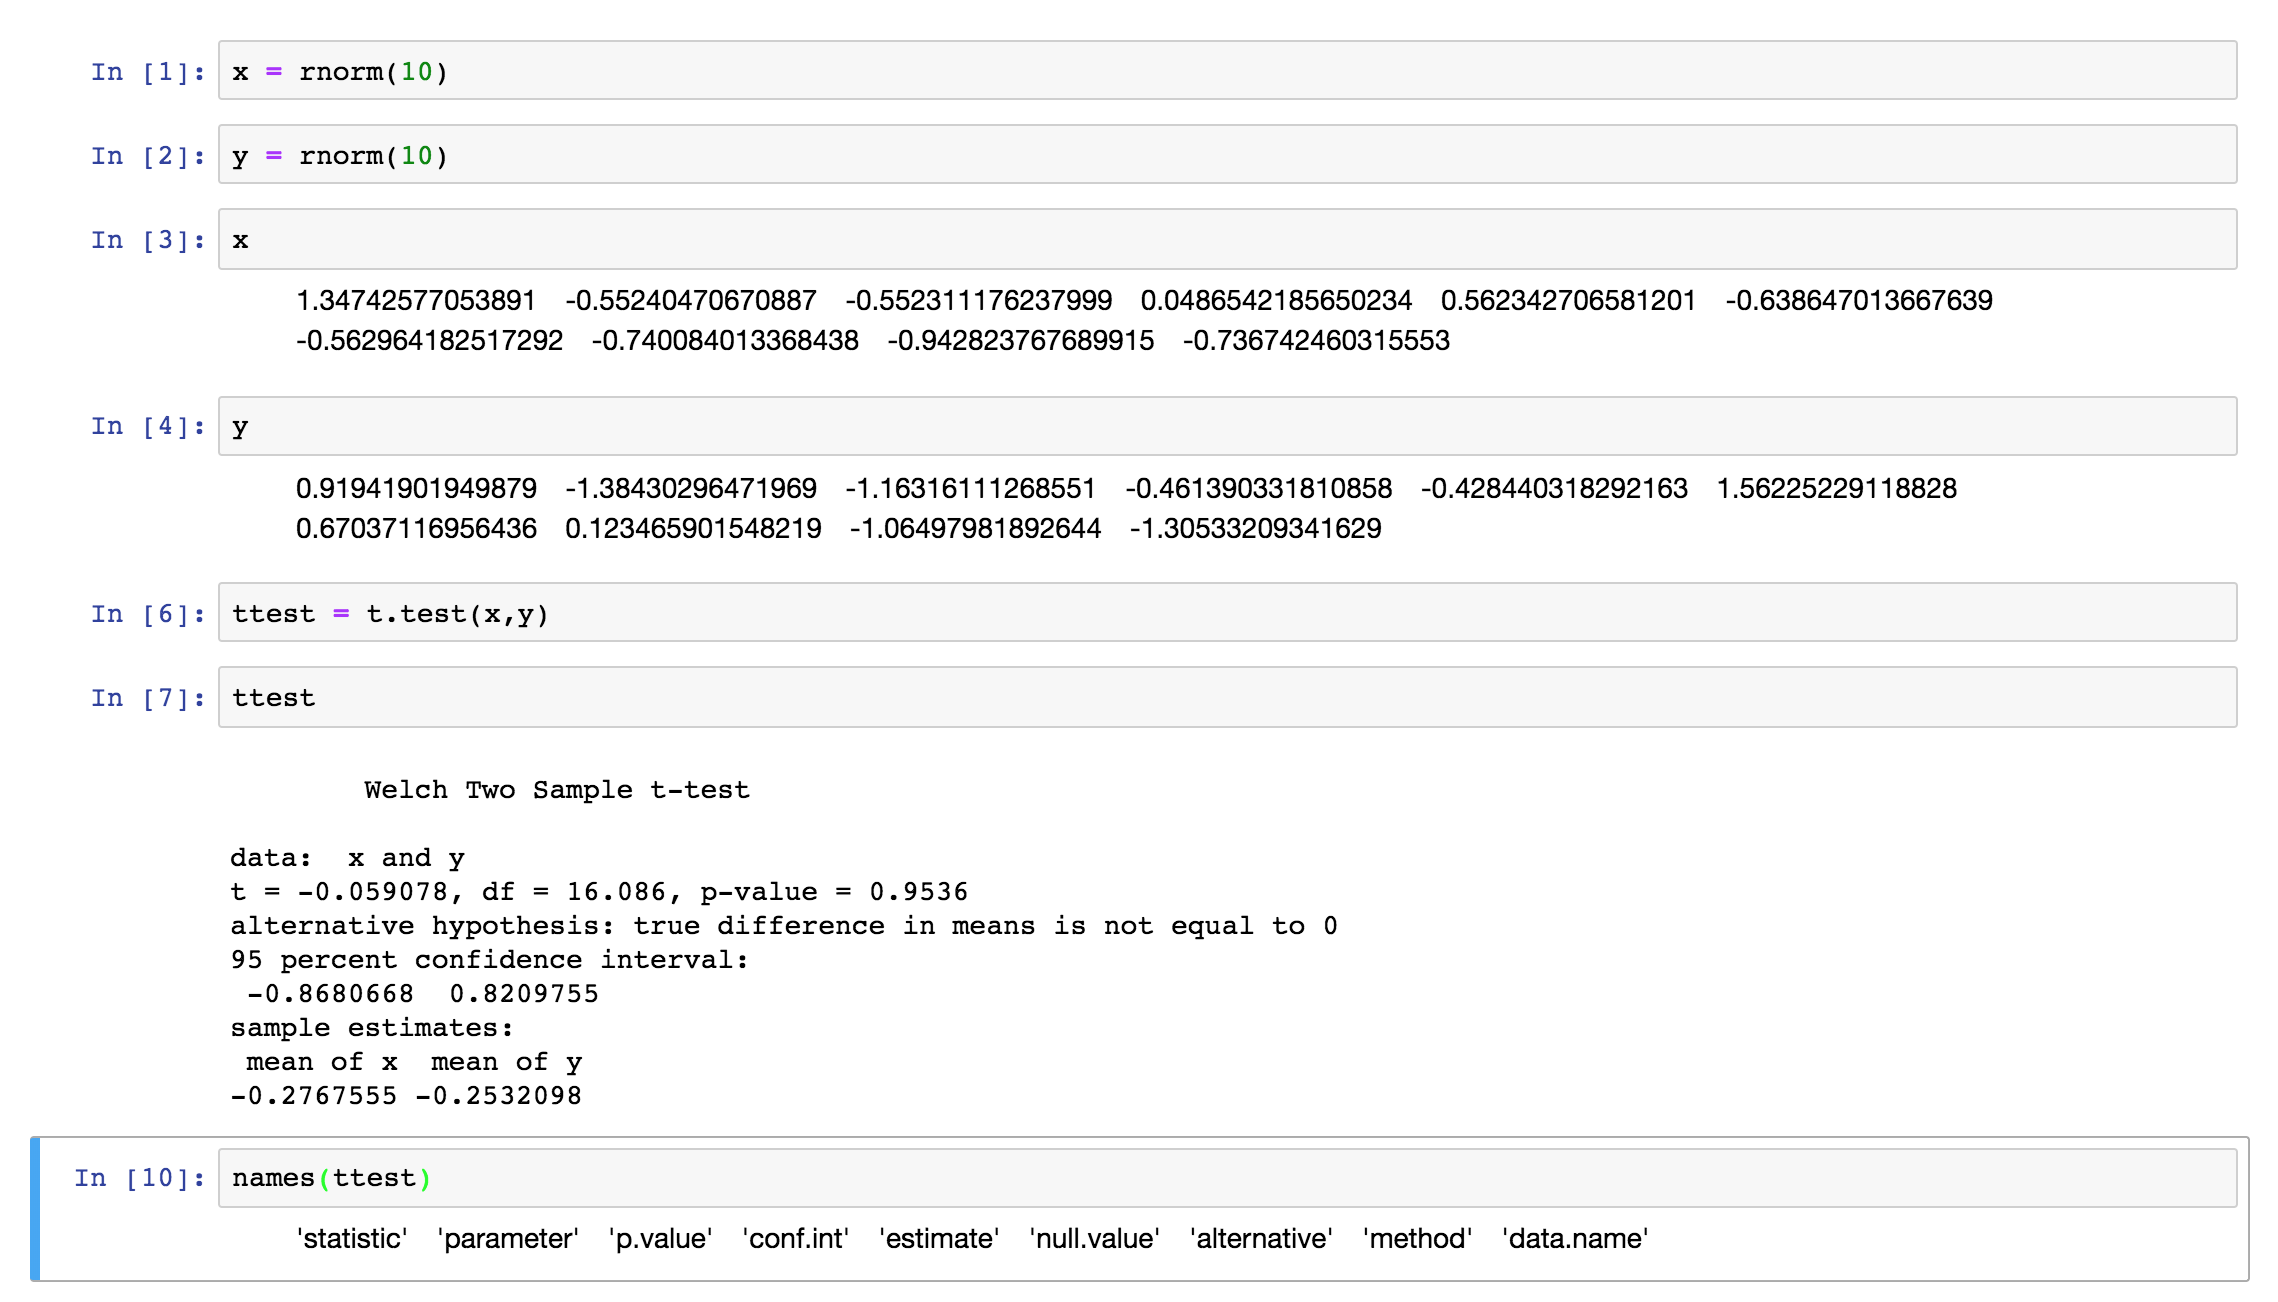 In [1]: x = rnorm(10)
In [2]: y = rnorm(10)
In [3]: x
1.34742577053891 -0.55240470670887 -0.552311176237999 0.0486542185650234 0.562342706581201 -0.638647013667639
-0.562964182517292 -0.740084013368438 -0.942823767689915 -0.736742460315553
In [4]: y
0.91941901949879 -1.38430296471969 -1.16316111268551 -0.461390331810858 -0.428440318292163 1.56225229118828
0.67037116956436 0.123465901548219 -1.06497981892644 -1.30533209341629
In [6]: ttest = t.test(x,y)
In [7]: ttest
Welch Two Sample t-test
data:  x and y
t = -0.059078, df = 16.086, p-value = 0.9536
alternative hypothesis: true difference in means is not equal to 0
95 percent confidence interval:
-0.8680668  0.8209755
sample estimates:
mean of x  mean of y
-0.2767555 -0.2532098
In [10]: names(ttest)
'statistic' 'parameter' 'p.value' 'conf.int' 'estimate' 'null.value' 'alternative' 'method' 'data.name'